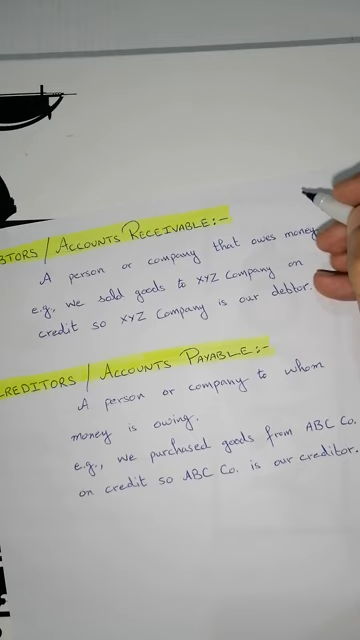 BTORS / ACCOUNTS RECEIVABLE:-
A person or company that owes money
e.g., we sold goods to XYZ Company on
credit so XYZ Company is our debtor.
CREDITORS / ACCOUNTS PAYABLE:-
A person or company to whom
money is owing.
e.g., we purchased goods from ABC Co.
on credit so ABC Co. is our creditor.